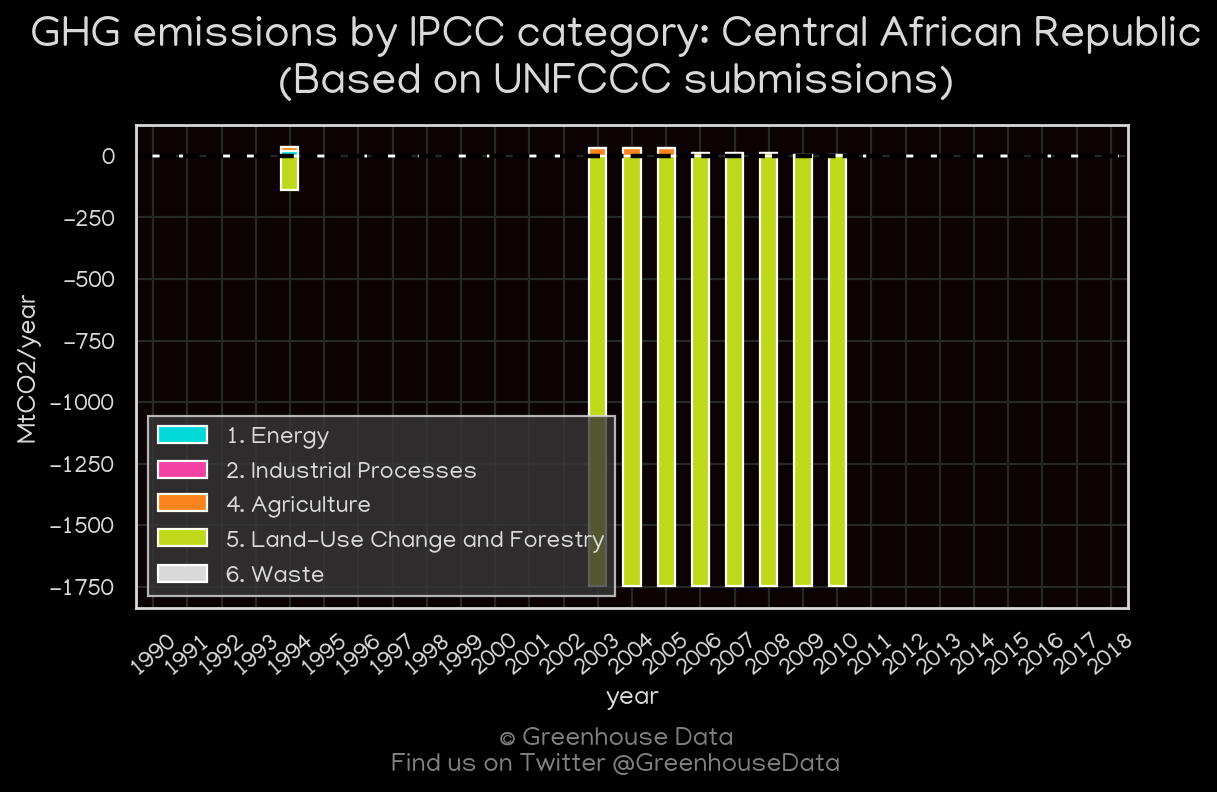 GHG emissions by IPCC category: Central African Republic
(Based on UNFCCC submissions)
MtCO2/year
0
-250
-500
-750
-1000
-1250
-1500
-1750
1. Energy
2. Industrial Processes
4. Agriculture
5. Land-Use Change and Forestry
6. Waste
1990 1991 1992 1993 1994 1995 1996 1997 1998 1999 2000 2001 2002 2003 2004 2005 2006 2007 2008 2009 2010 2011 2012 2013 2014 2015 2016 2017 2018
year
© Greenhouse Data
Find us on Twitter @GreenhouseData